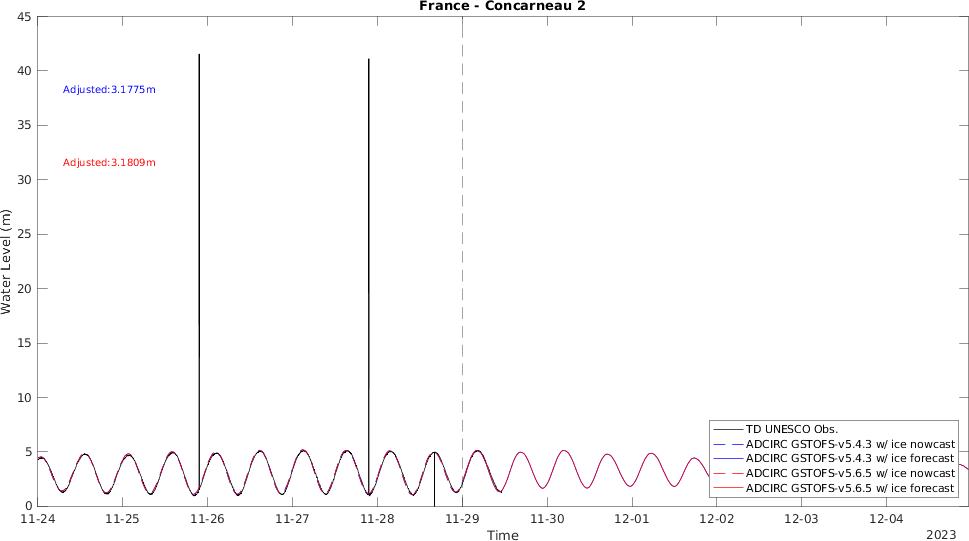 France - Concarneau 2
45
40
35
30
25
20
15
10
5
0
Water Level (m)
Adjusted:3.1775m
Adjusted:3.1809m
TD UNESCO Obs.
ADCIRC GSTOFS-v5.4.3 w/ ice nowcast
ADCIRC GSTOFS-v5.4.3 w/ ice forecast
ADCIRC GSTOFS-v5.6.5 w/ ice nowcast
ADCIRC GSTOFS-v5.6.5 w/ ice forecast
11-24 11-25 11-26 11-27 11-28 11-29 11-30 12-01 12-02 12-03 12-04
Time
2023